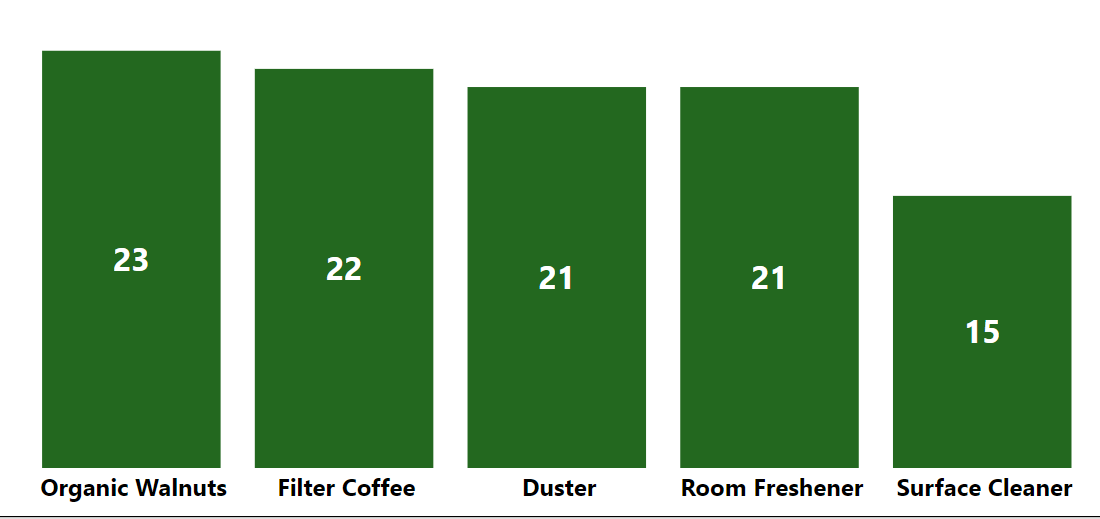 23
22
21
21
15
Organic Walnuts
Filter Coffee
Duster
Room Freshener
Surface Cleaner